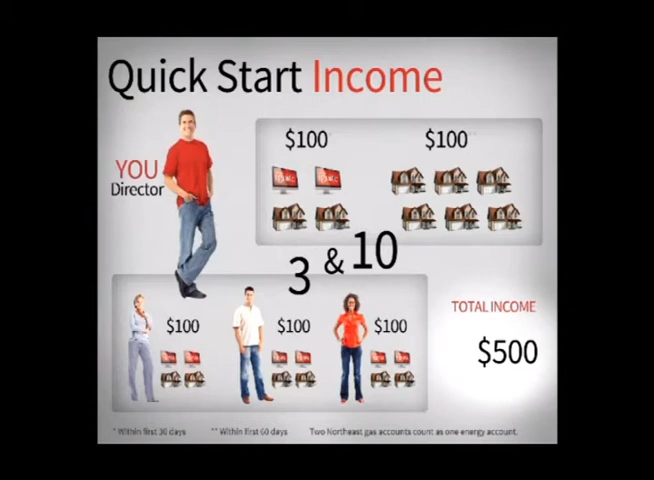 Quick Start Income
$100 $100
YOU
Director
3 & 10
$100 $100 $100
TOTAL INCOME
$500
* Within first 30 days ** Within first 60 days Two Northeast gas accounts count as one energy account.